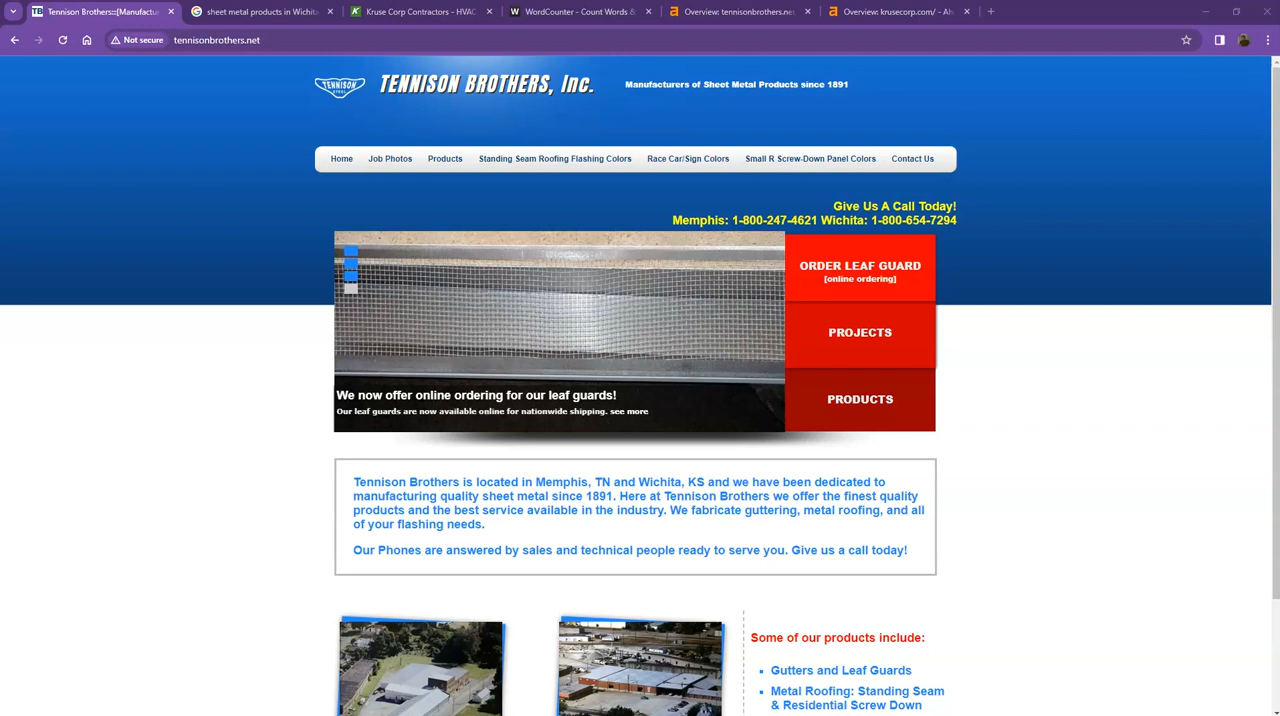 TB Tennison Brothers:::[Manufac
sheet metal products in Wichita
Kruse Corp Contractors - HVAC
W WordCounter - Count Words &
Overview: tennisonbrothers.net
Overview: krusecorp.com/ - Ah
Not secure
tennisonbrothers.net
TENNISON
STEEL
TENNISON BROTHERS, Inc.
Manufacturers of Sheet Metal Products since 1891
Home Job Photos Products Standing Seam Roofing Flashing Colors Race Car/Sign Colors Small R Screw-Down Panel Colors Contact Us
Give Us A Call Today!
Memphis: 1-800-247-4621 Wichita: 1-800-654-7294
ORDER LEAF GUARD
[online ordering]
PROJECTS
PRODUCTS
We now offer online ordering for our leaf guards!
Our leaf guards are now available online for nationwide shipping. see more
Tennison Brothers is located in Memphis, TN and Wichita, KS and we have been dedicated to
manufacturing quality sheet metal since 1891. Here at Tennison Brothers we offer the finest quality
products and the best service available in the industry. We fabricate guttering, metal roofing, and all
of your flashing needs.
Our Phones are answered by sales and technical people ready to serve you. Give us a call today!
Some of our products include:
Gutters and Leaf Guards
Metal Roofing: Standing Seam
& Residential Screw Down